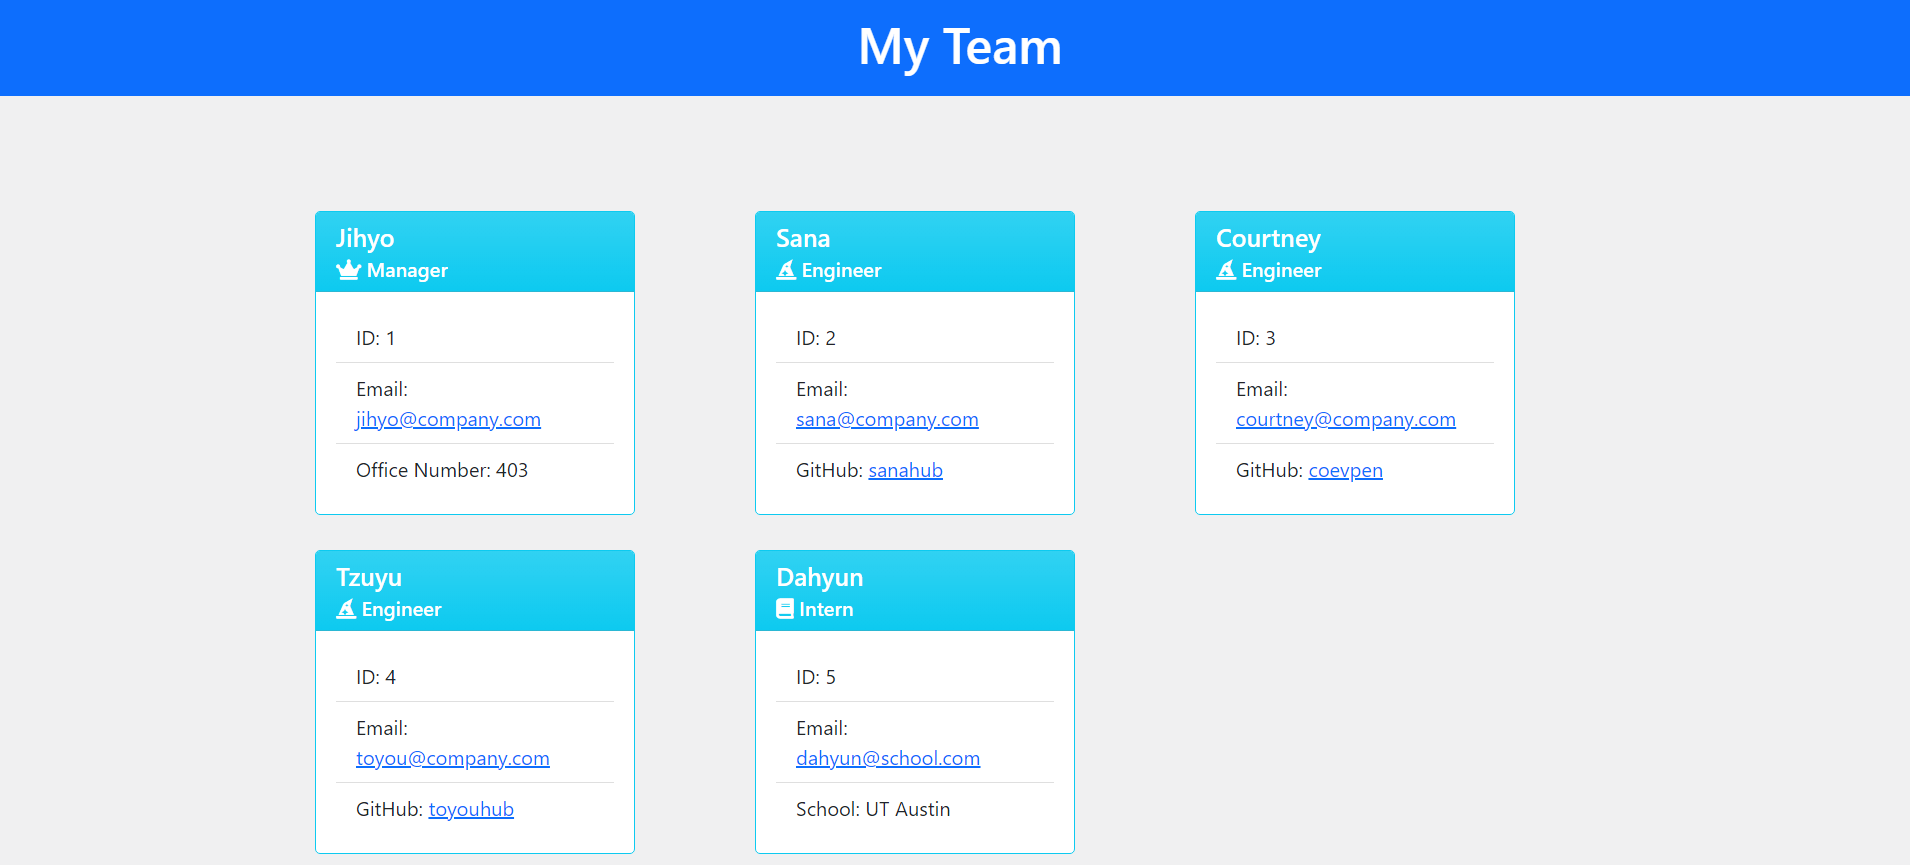 My Team
Jihyo
Manager
ID: 1
Email:
jihyo@company.com
Office Number: 403
Sana
Engineer
ID: 2
Email:
sana@company.com
GitHub: sanahub
Courtney
Engineer
ID: 3
Email:
courtney@company.com
GitHub: coevpen
Tzuyu
Engineer
ID: 4
Email:
toyou@company.com
GitHub: toyouhub
Dahyun
Intern
ID: 5
Email:
dahyun@school.com
School: UT Austin